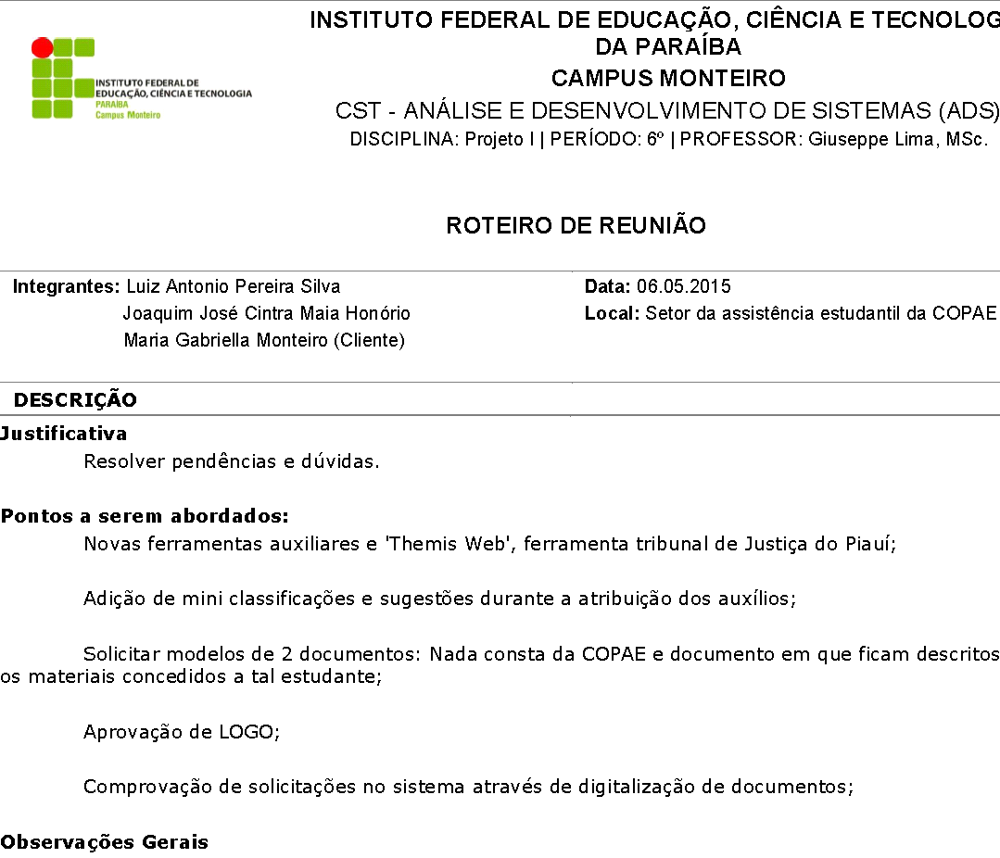 INSTITUTO FEDERAL DE EDUCAÇÃO, CIÊNCIA E TECNOLOG
DA PARAÍBA
CAMPUS MONTEIRO
CST - ANÁLISE E DESENVOLVIMENTO DE SISTEMAS (ADS)
DISCIPLINA: Projeto I | PERÍODO: 6º | PROFESSOR: Giuseppe Lima, MSc.
INSTITUTO FEDERAL DE
EDUCAÇÃO, CIÊNCIA E TECNOLOGIA
PARAÍBA
Campus Monteiro
ROTEIRO DE REUNIÃO
Integrantes: Luiz Antonio Pereira Silva
Joaquim José Cintra Maia Honório
Maria Gabriella Monteiro (Cliente)
Data: 06.05.2015
Local: Setor da assistência estudantil da COPAE
DESCRIÇÃO
Justificativa
Resolver pendências e dúvidas.
Pontos a serem abordados:
Novas ferramentas auxiliares e 'Themis Web', ferramenta tribunal de Justiça do Piauí;
Adição de mini classificações e sugestões durante a atribuição dos auxílios;
Solicitar modelos de 2 documentos: Nada consta da COPAE e documento em que ficam descritos
os materiais concedidos a tal estudante;
Aprovação de LOGO;
Comprovação de solicitações no sistema através de digitalização de documentos;
Observações Gerais